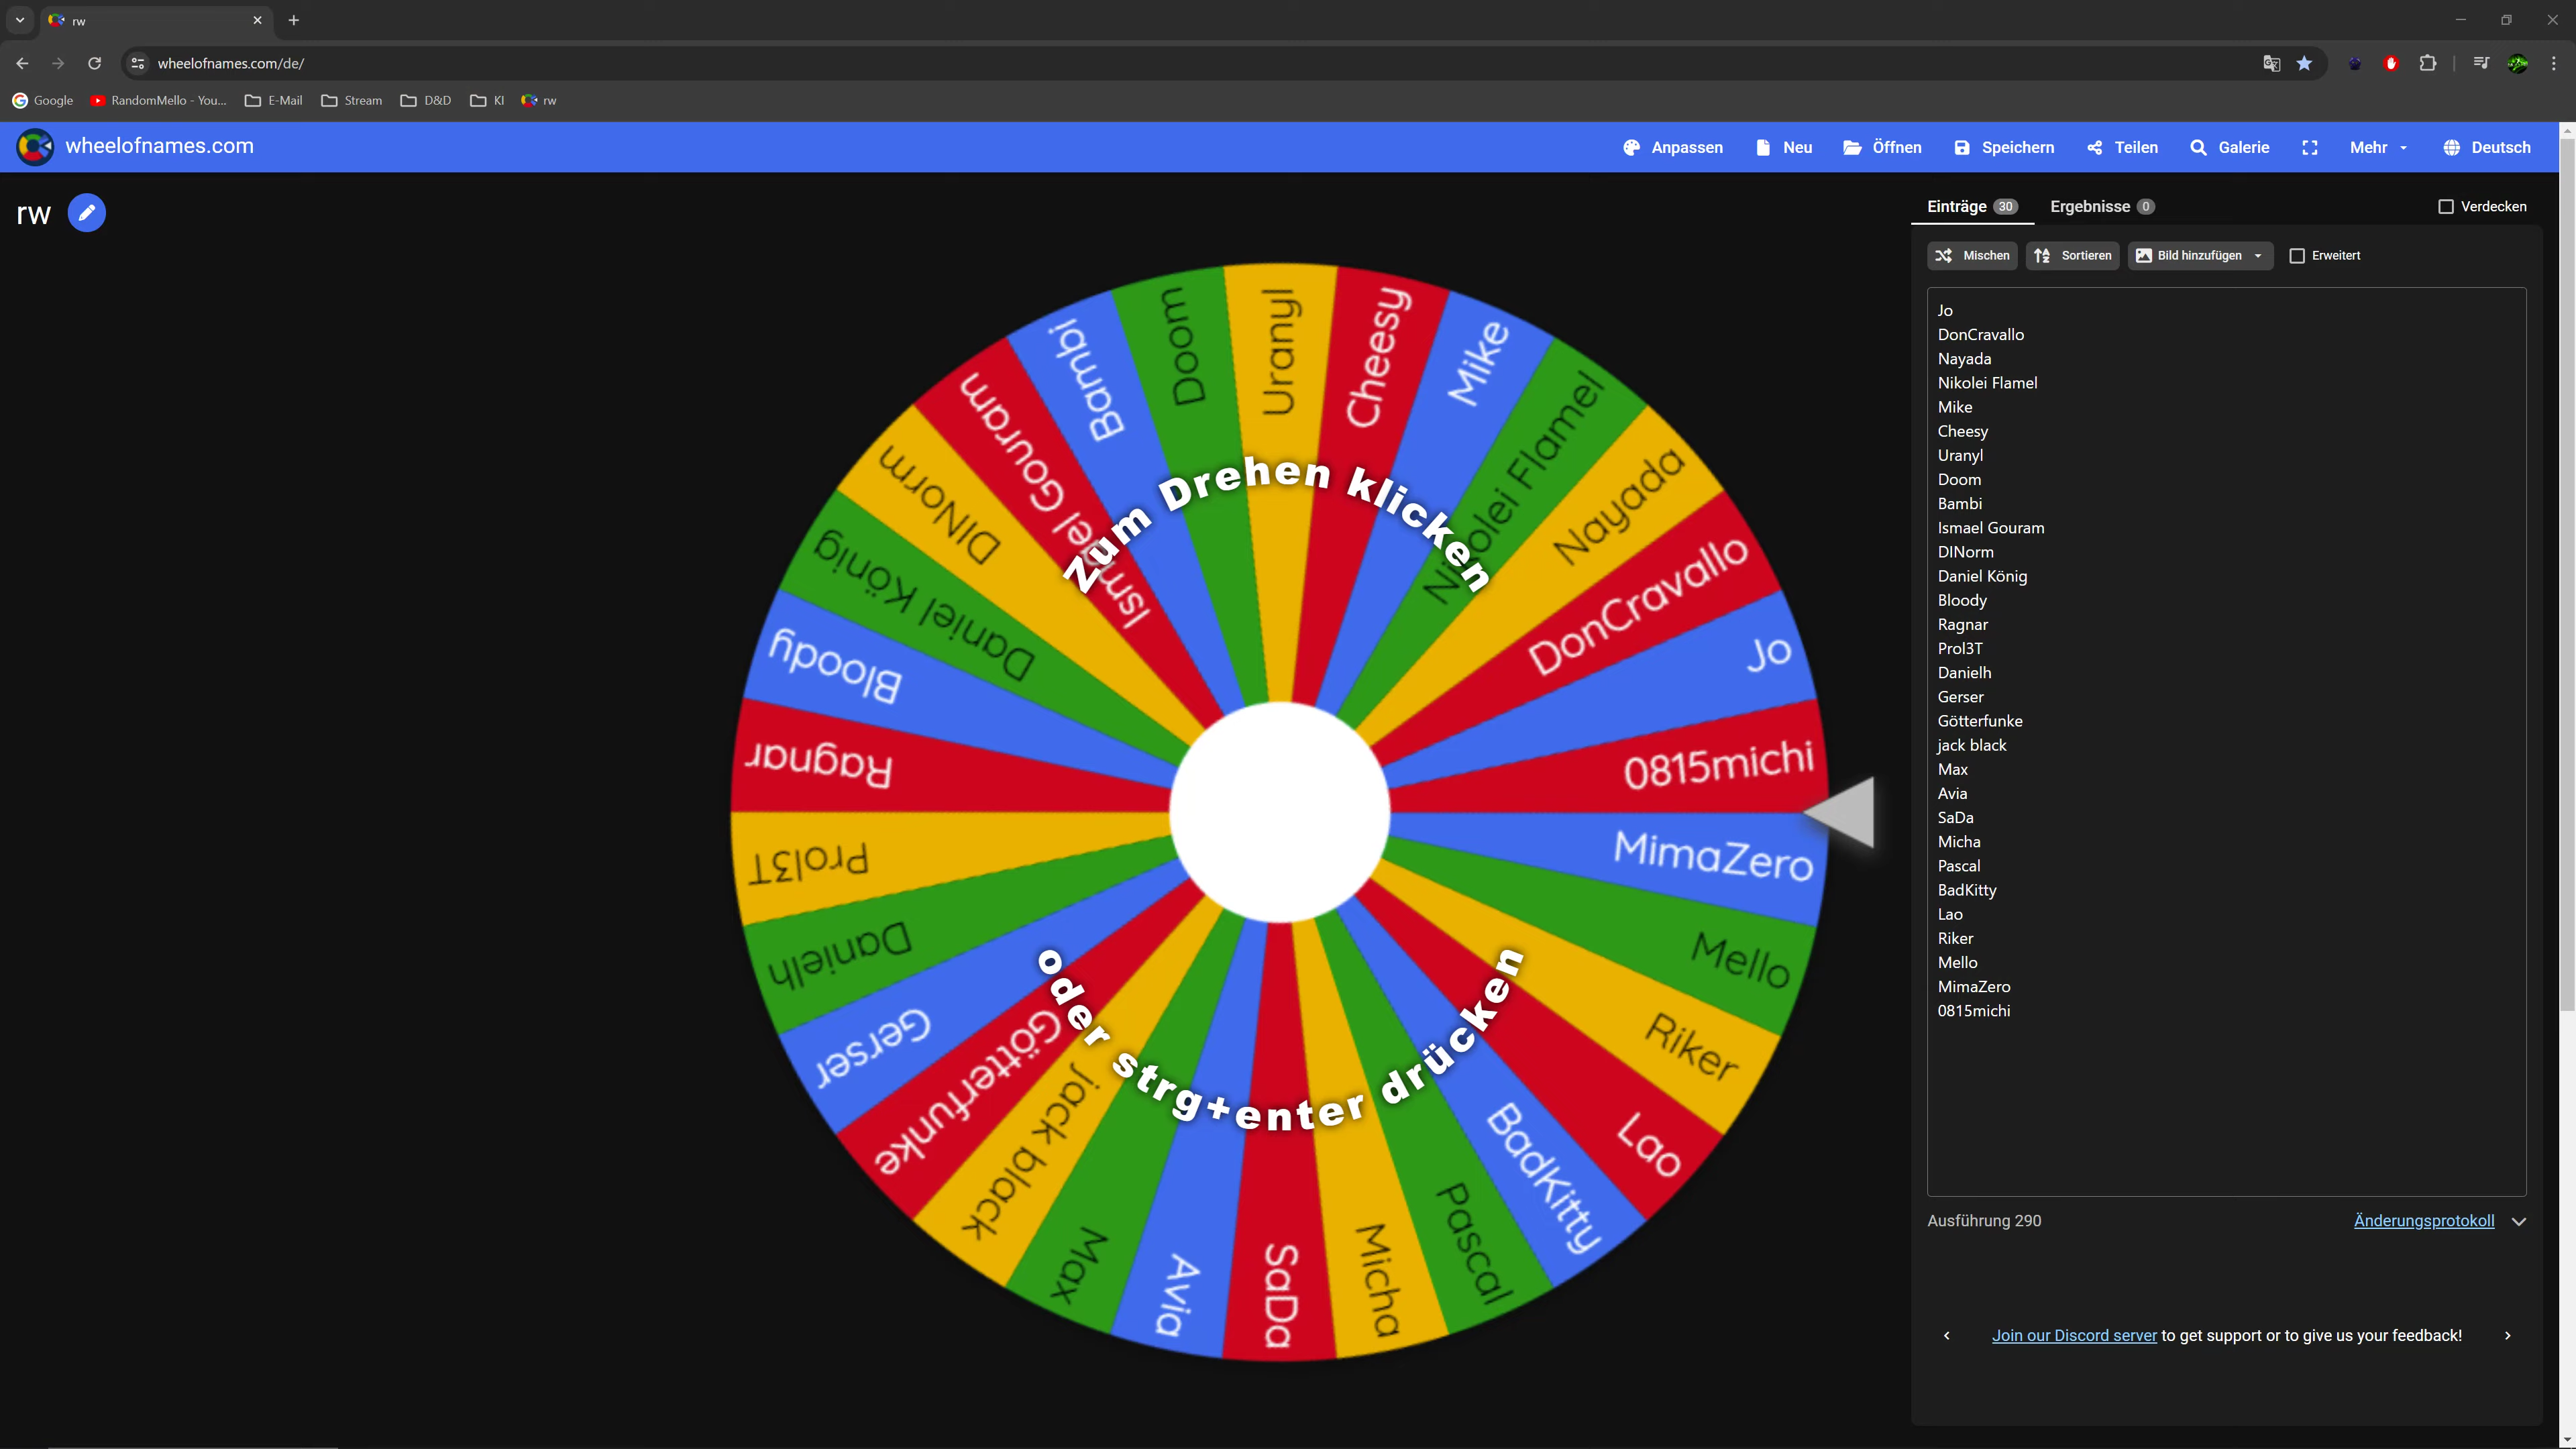 rw
wheelofnames.com/de/
Google
RandomMello - You...
E-Mail
Stream
D&D
KI
rw
wheelofnames.com
Anpassen
Neu
Öffnen
Speichern
Teilen
Galerie
Mehr
Deutsch
rw
Einträge 30
Ergebnisse 0
Verdecken
Mischen
Sortieren
Bild hinzufügen
Erweitert
Zum Drehen klicken
oder strg+enter drücken
Uranyl
Cheesy
Mike
Nikolei Flamel
Nayada
DonCravallo
Jo
0815michi
MimaZero
Mello
Riker
Lao
BadKitty
Pascal
Micha
SaDa
Avia
Max
jack black
Götterfunke
Gerser
Danielh
Prol3T
Ragnar
Bloody
Daniel König
DINorm
Ismael Gouram
Bambi
Doom
Jo
DonCravallo
Nayada
Nikolei Flamel
Mike
Cheesy
Uranyl
Doom
Bambi
Ismael Gouram
DINorm
Daniel König
Bloody
Ragnar
Prol3T
Danielh
Gerser
Götterfunke
jack black
Max
Avia
SaDa
Micha
Pascal
BadKitty
Lao
Riker
Mello
MimaZero
0815michi
Ausführung 290
Änderungsprotokoll
Join our Discord server to get support or to give us your feedback!